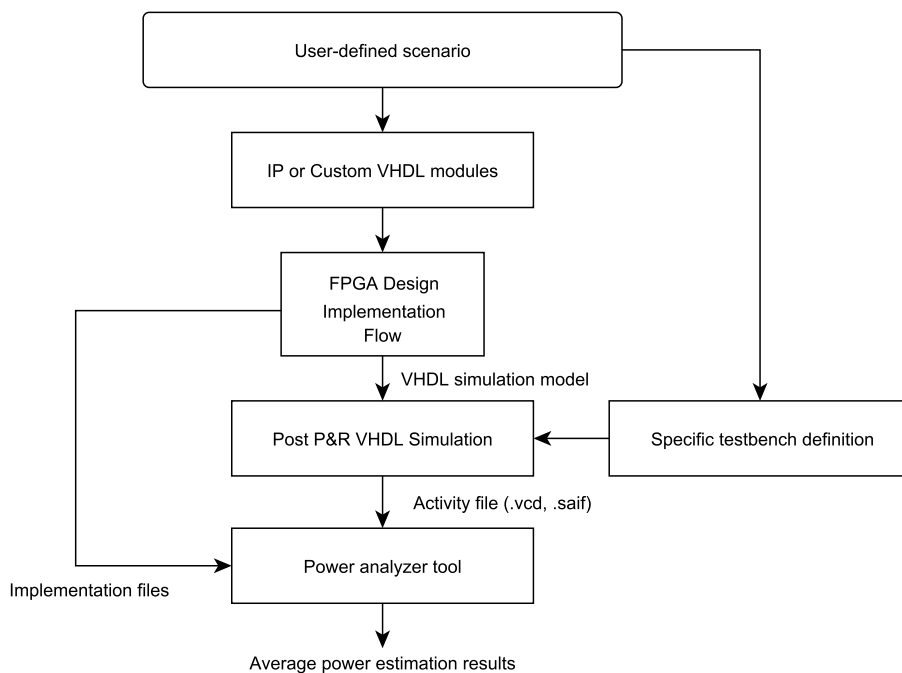 User-defined scenario
IP or Custom VHDL modules
FPGA Design
Implementation
Flow
VHDL simulation model
Post P&R VHDL Simulation
Specific testbench definition
Activity file (.vcd, .saif)
Power analyzer tool
Implementation files
Average power estimation results